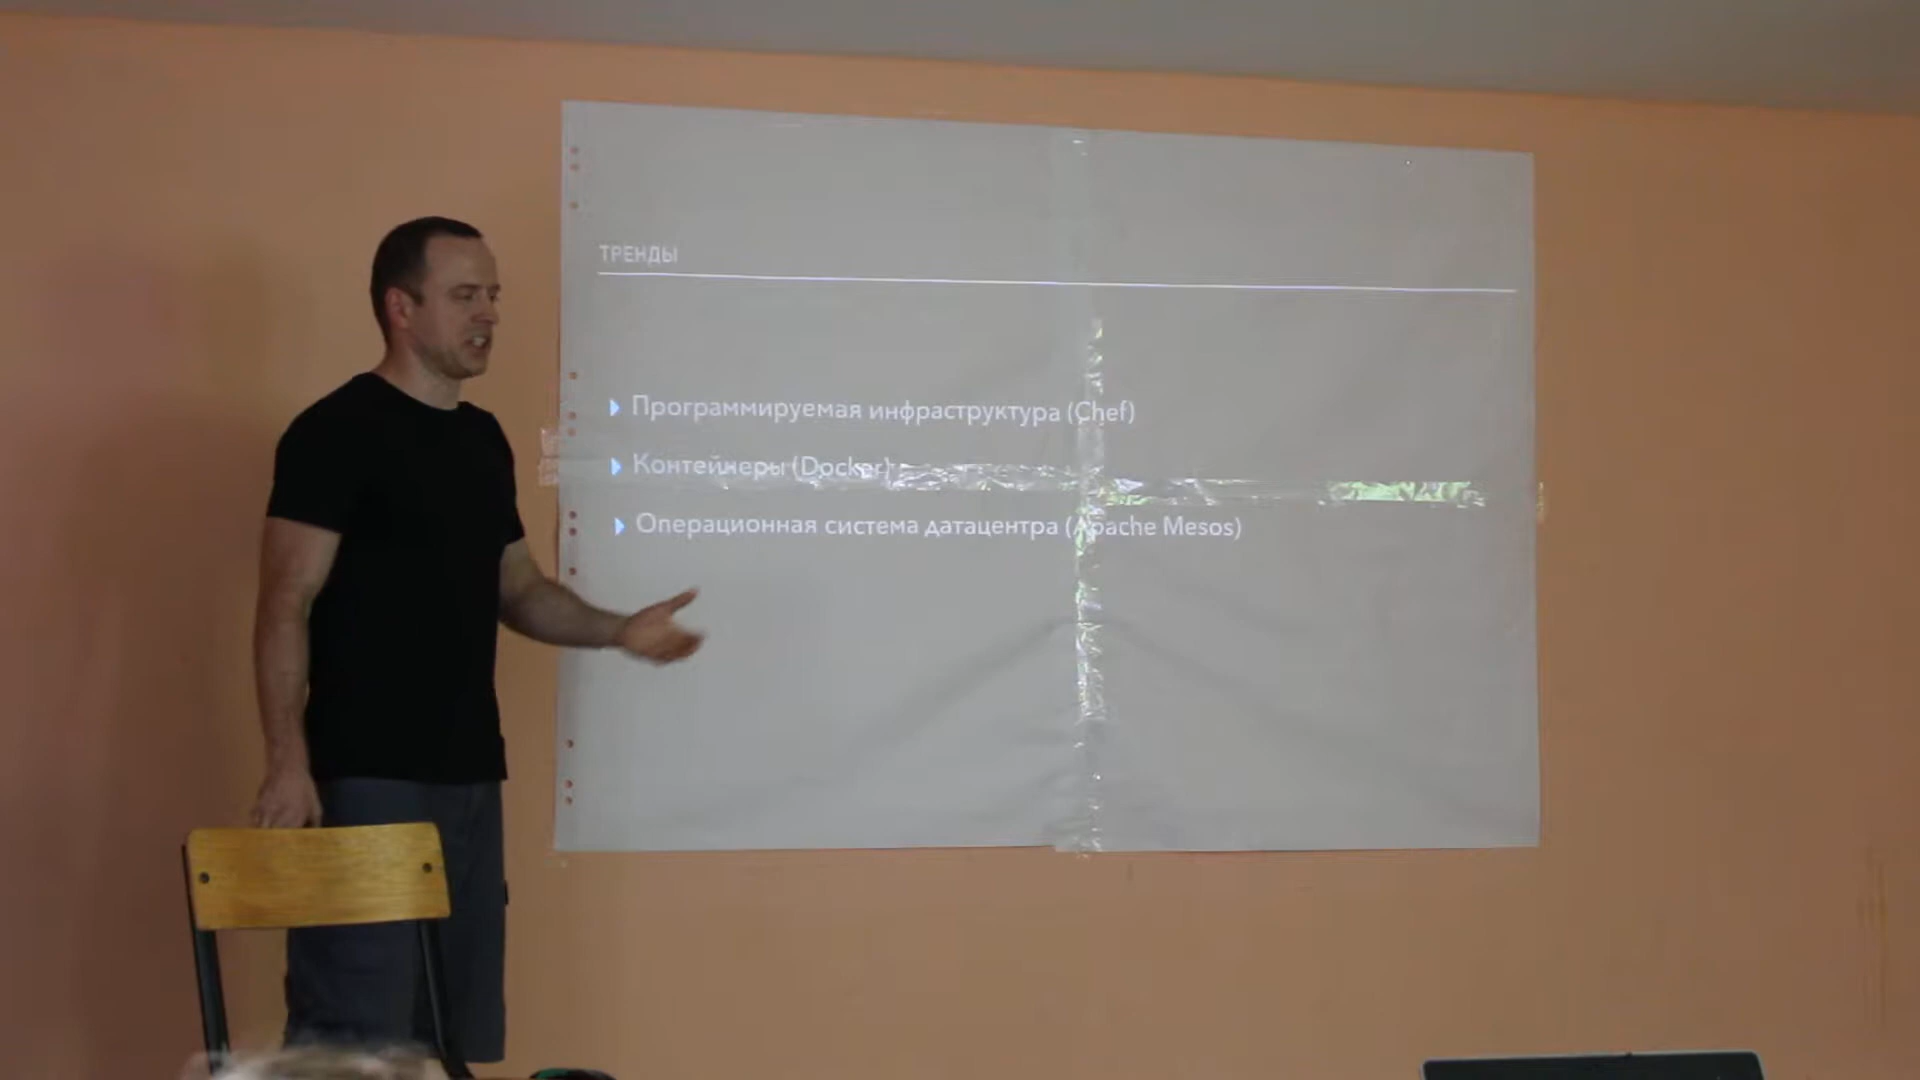 ТРЕНДЫ
Программируемая инфраструктура (Chef)
Контейнеры (Docker)
Операционная система датацентра (Apache Mesos)